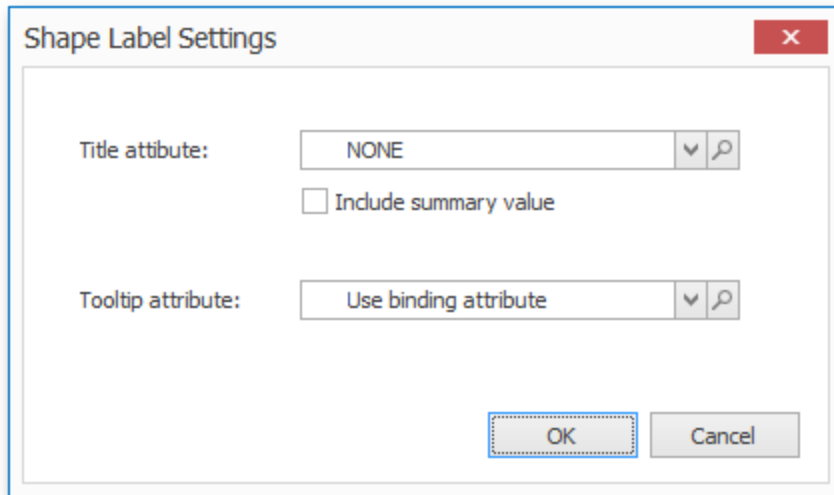 Shape Label Settings
Title attibute:
NONE
Include summary value
Tooltip attribute:
Use binding attribute
OK
Cancel